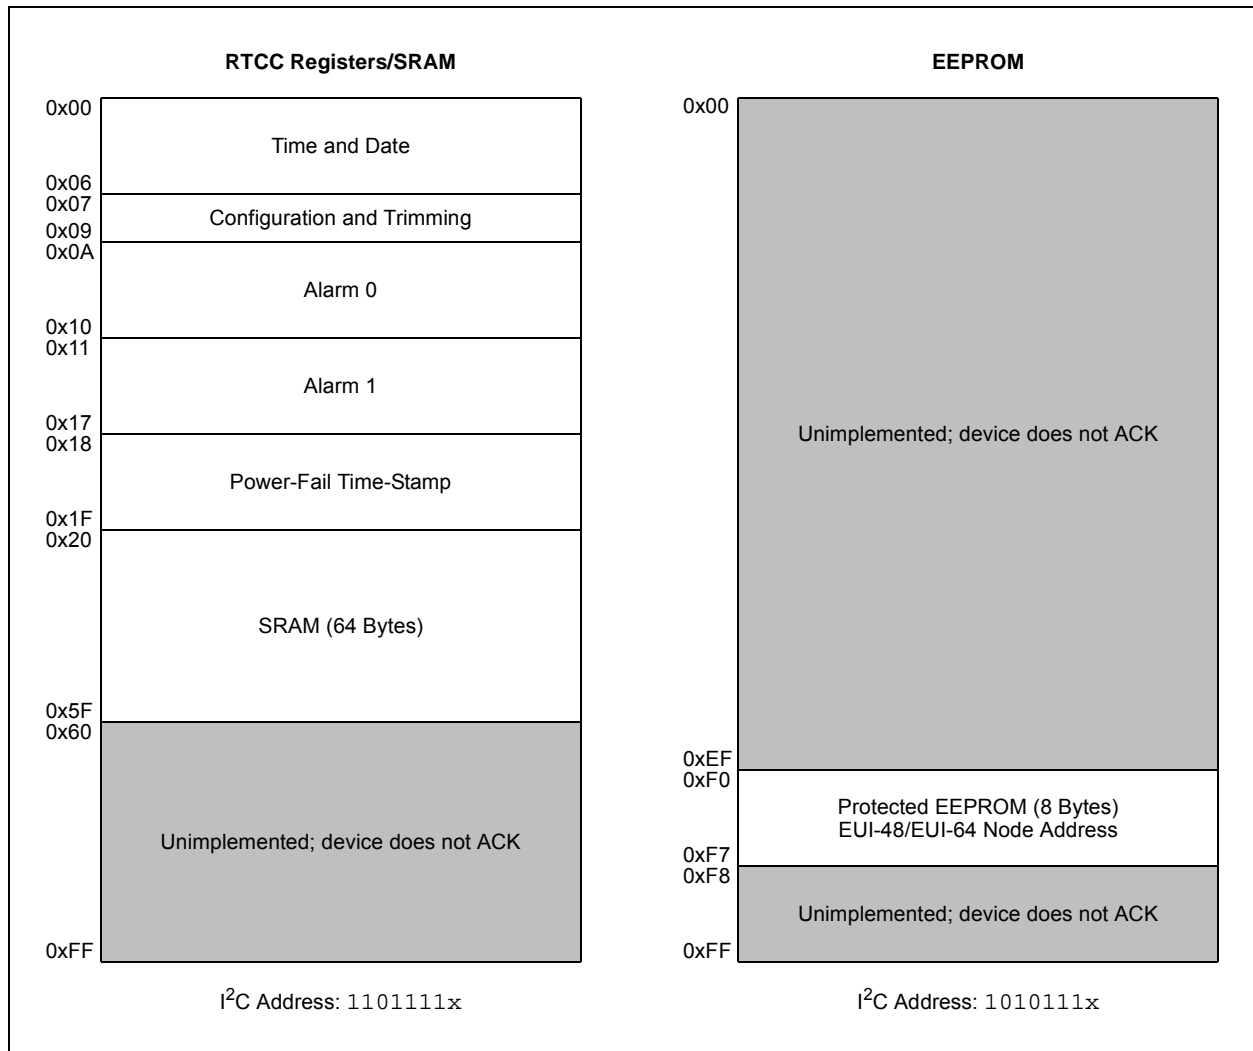 RTCC Registers/SRAM
0x00
Time and Date
0x06
0x07
Configuration and Trimming
0x09
0x0A
Alarm 0
0x10
0x11
Alarm 1
0x17
0x18
Power-Fail Time-Stamp
0x1F
0x20
SRAM (64 Bytes)
0x5F
0x60
Unimplemented; device does not ACK
0xFF
I²C Address: 1101111x
EEPROM
0x00
Unimplemented; device does not ACK
0xEF
0xF0
Protected EEPROM (8 Bytes)
EUI-48/EUI-64 Node Address
0xF7
0xF8
Unimplemented; device does not ACK
0xFF
I²C Address: 1010111x